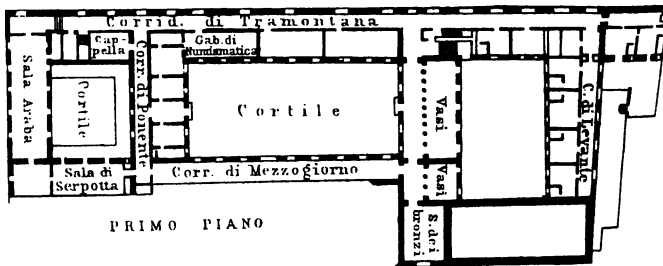 Corrid. di Tramontana
Cap-
pella
Gab. di
Numismatica
Sala Araba
Cortile
Corr. di Ponente
Cortile
Vasi
C. di Levante
Vasi
Sala di
Serpotta
Corr. di Mezzogiorno
S. dei
bronzi
PRIMO PIANO